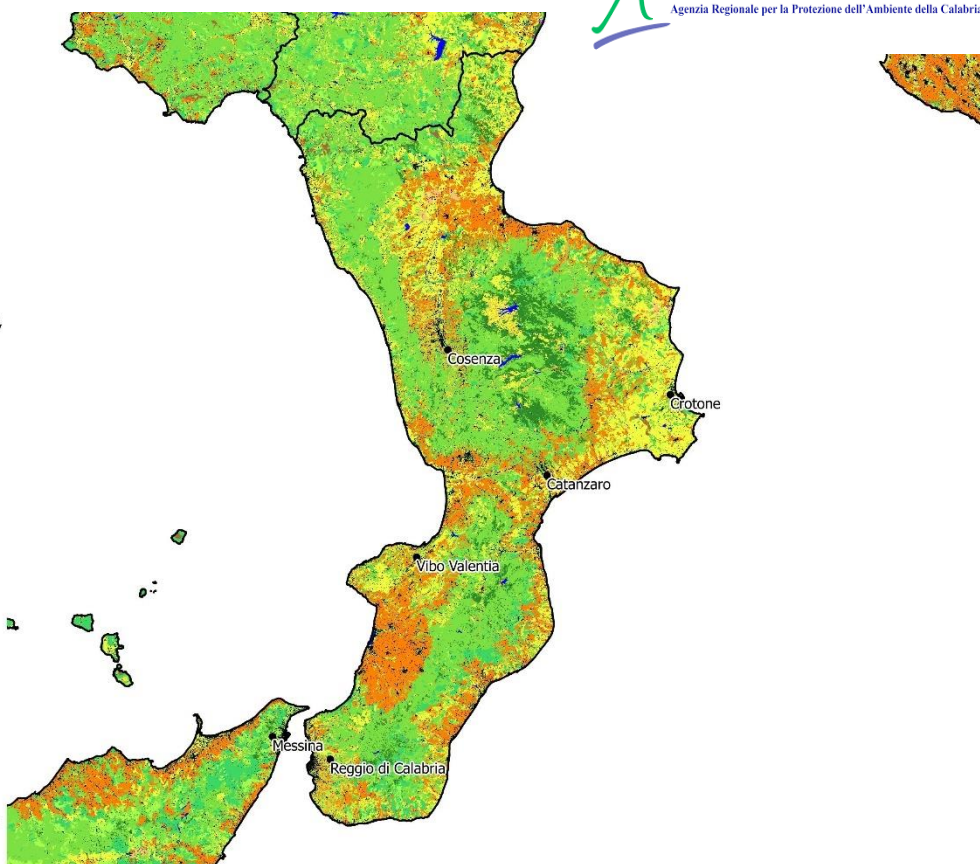 Agenzia Regionale per la Protezione dell'Ambiente della Calabria
Cosenza
Crotone
Catanzaro
Vibo Valentia
Messina
Reggio di Calabria